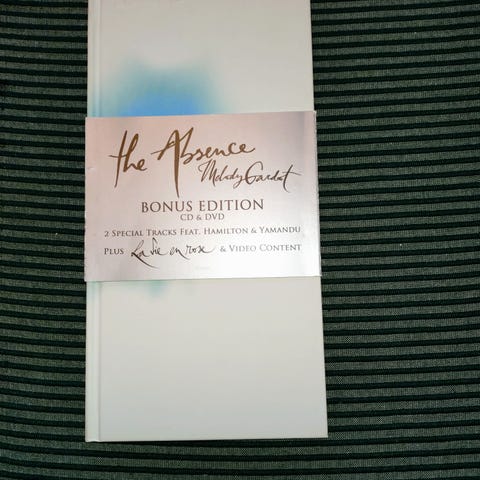 the Absence
Melody Gardot
BONUS EDITION
CD & DVD
2 SPECIAL TRACKS FEAT. HAMILTON & YAMANDU
PLUS La vie en rose & VIDEO CONTENT